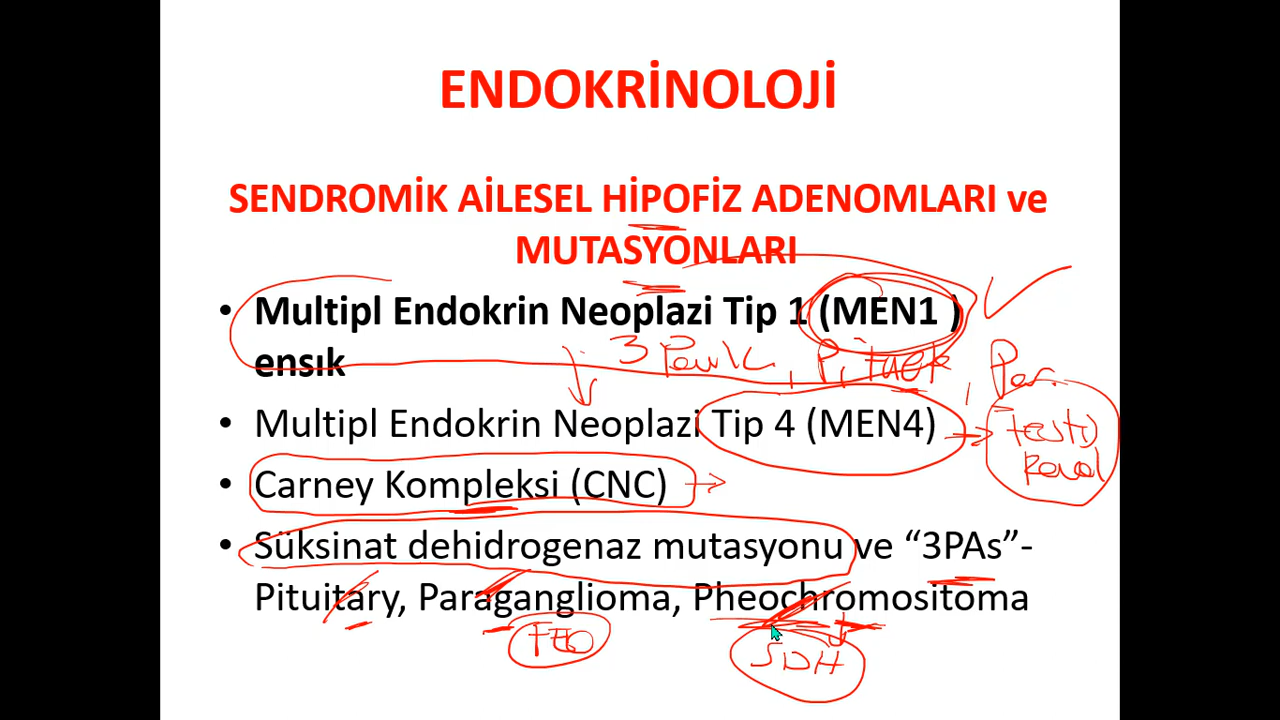 ENDOKRİNOLOJİ
SENDROMİK AİLESEL HİPOFİZ ADENOMLARI ve
MUTASYONLARI
• Multipl Endokrin Neoplazi Tip 1 (MEN1 )
ensık
3
• Multipl Endokrin Neoplazi Tip 4 (MEN4)
• Carney Kompleksi (CNC)
• Süksinat dehidrogenaz mutasyonu ve “3PAs”-
Pituitary, Paraganglioma, Pheochromositoma
FEO
SDH